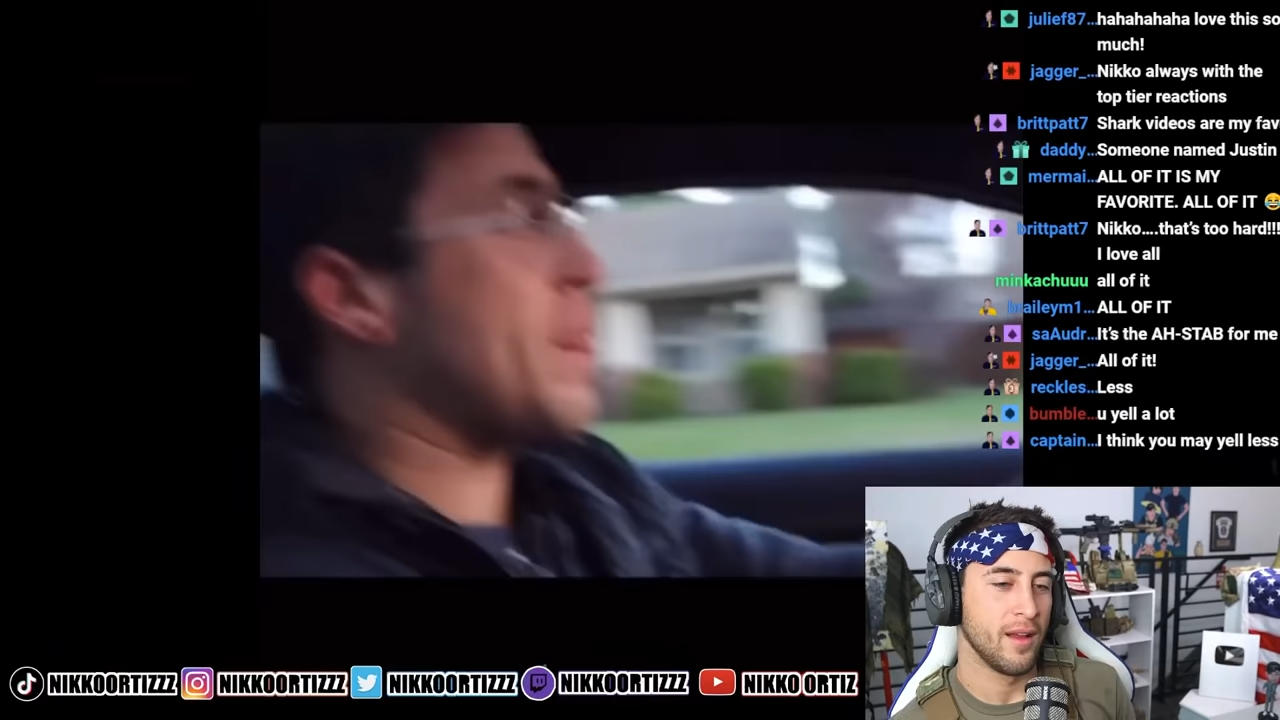 julief87... hahahahaha love this so
much!
jagger_... Nikko always with the
top tier reactions
brittpatt7 Shark videos are my fav
daddy... Someone named Justin
mermai... ALL OF IT IS MY
FAVORITE. ALL OF IT 😂
brittpatt7 Nikko....that's too hard!!!
I love all
minkachuuu all of it
braileym1... ALL OF IT
saAudr... It's the AH-STAB for me
jagger_... All of it!
reckles... Less
bumble... u yell a lot
captain... I think you may yell less
NIKKOORTIZZZ NIKKOORTIZZZ NIKKOORTIZZZ NIKKOORTIZZZ NIKKO ORTIZ